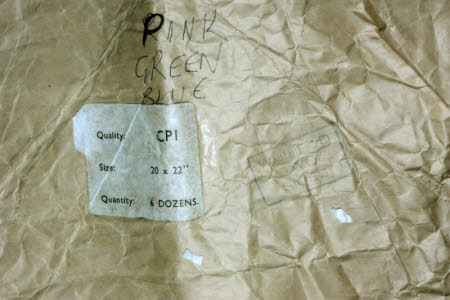 PINK
GREEN
BLUE
Quality: CP1
Size: 20 x 22"
Quantity: 6 DOZENS.